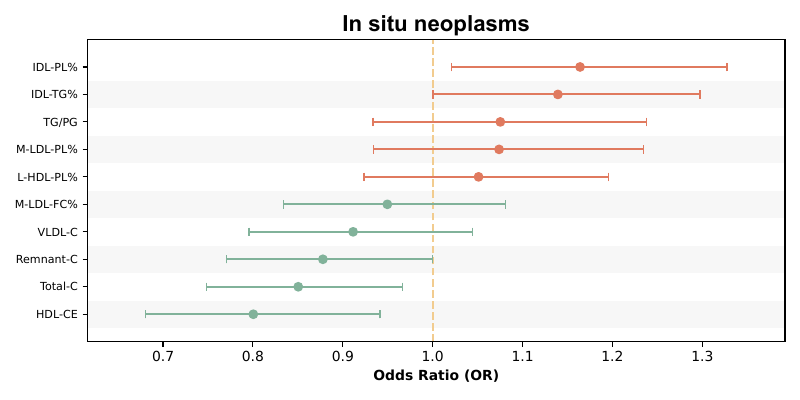 In situ neoplasms
IDL-PL%
IDL-TG%
TG/PG
M-LDL-PL%
L-HDL-PL%
M-LDL-FC%
VLDL-C
Remnant-C
Total-C
HDL-CE
0.7 0.8 0.9 1.0 1.1 1.2 1.3
Odds Ratio (OR)